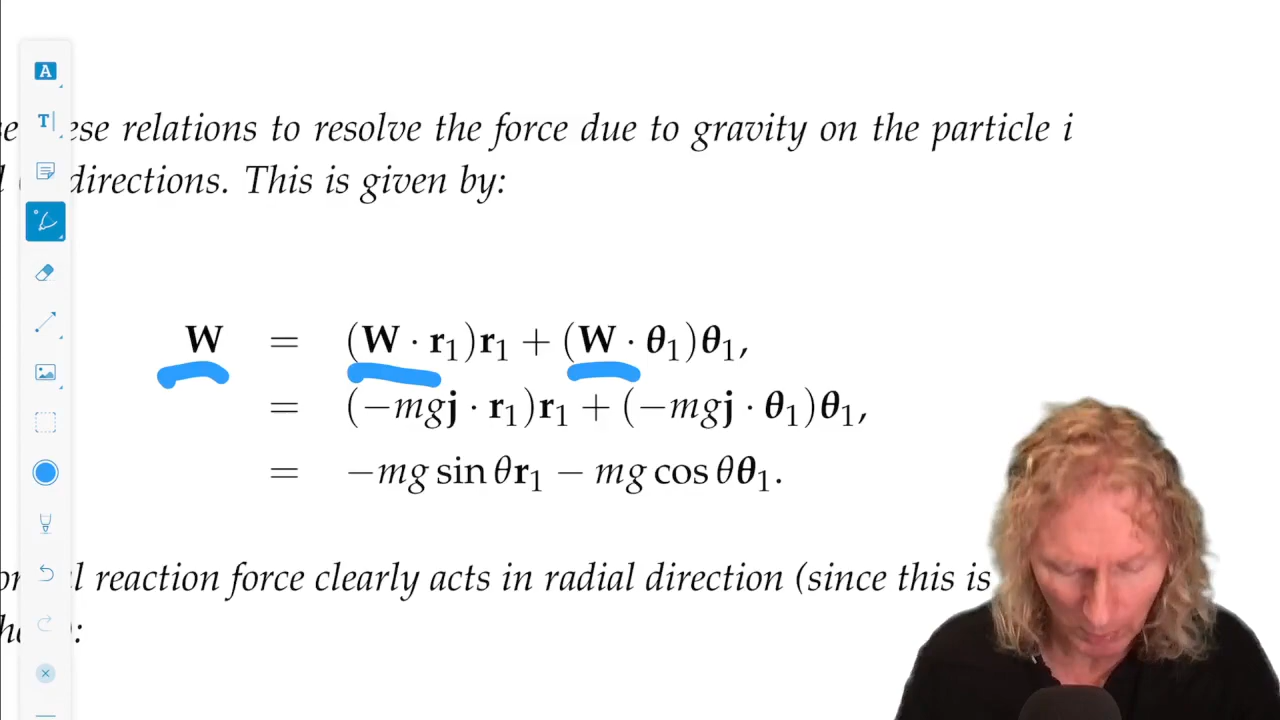 A
T
relations to resolve the force due to gravity on the particle i
directions. This is given by:
W = (W · r₁)r₁ + (W · θ₁)θ₁,
= (−mgj · r₁)r₁ + (−mgj · θ₁)θ₁,
= −mg sin θr₁ − mg cos θθ₁.
reaction force clearly acts in radial direction (since this is